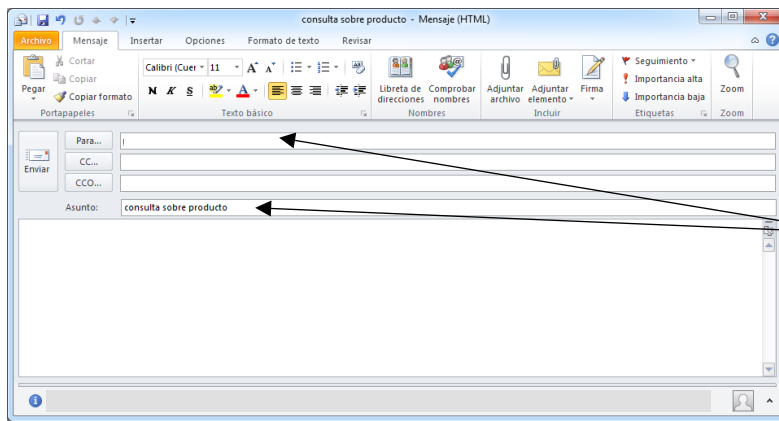 consulta sobre producto - Mensaje (HTML)
Archivo Mensaje Insertar Opciones Formato de texto Revisar
Pegar
Cortar
Copiar
Copiar formato
Portapapeles
Calibri (Cuer 11
N K S
Texto básico
Libreta de direcciones
Comprobar nombres
Nombres
Adjuntar archivo
Adjuntar elemento
Firma
Incluir
Seguimiento
Importancia alta
Importancia baja
Etiquetas
Zoom
Zoom
Enviar
Para...
CC...
CCO...
Asunto: consulta sobre producto